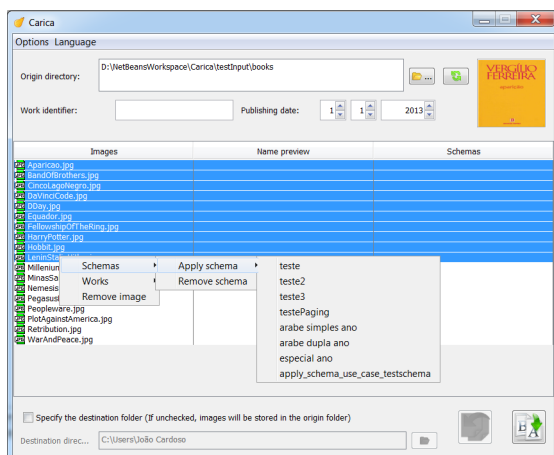 Carica
Options Language
Origin directory:
D:\NetBeansWorkspace\Carica\testInput\books
...
VERGÍLIO
FERREIRA
aparição
Work identifier:
Publishing date: 1 1 2013
Images Name preview Schemas
Aparicao.jpg
BandOfBrothers.jpg
CincoLagoNegro.jpg
DaVinciCode.jpg
DDay.jpg
Equador.jpg
FellowshipOfTheRing.jpg
HarryPotter.jpg
Hobbit.jpg
Schemas Apply schema teste
Works Remove schema teste2
Remove image teste3
testePaging
arabe simples ano
arabe dupla ano
especial ano
apply_schema_use_case_testschema
Peopleware.jpg
PlotAgainstAmerica.jpg
Retribution.jpg
WarAndPeace.jpg
Specify the destination folder (If unchecked, images will be stored in the origin folder)
Destination direc... C:\Users\João Cardoso